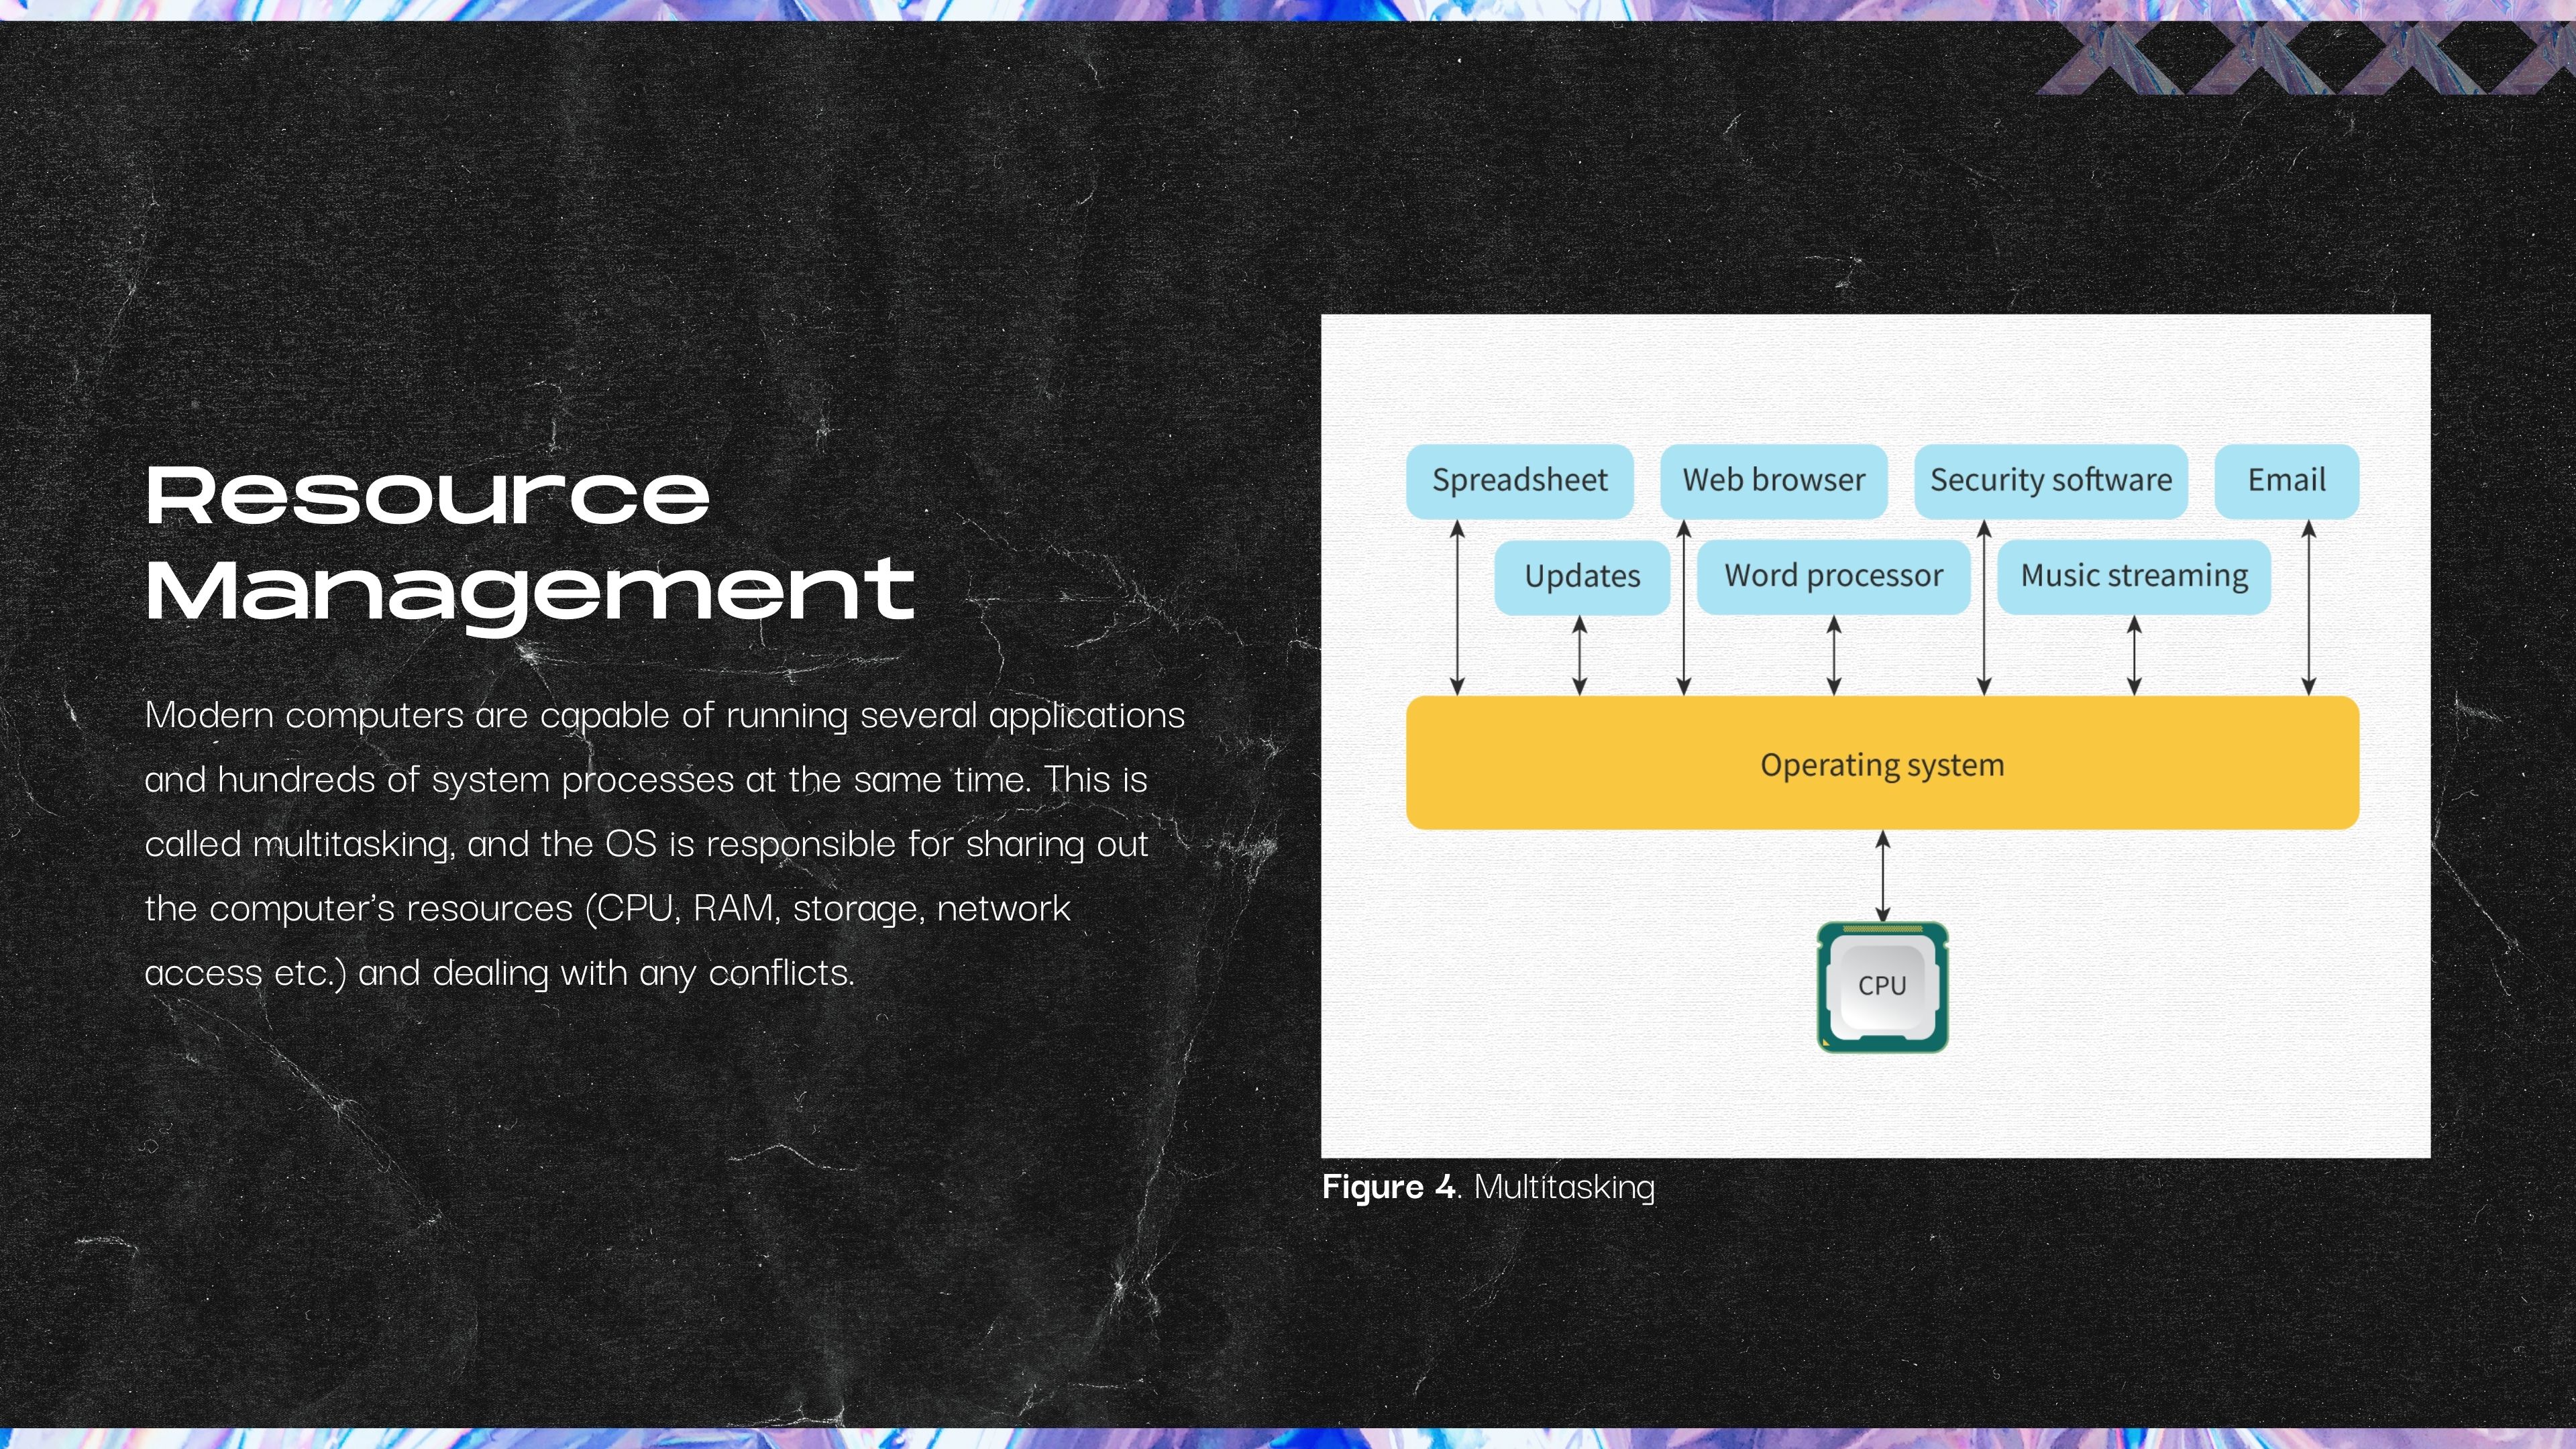 Resource
Management
Modern computers are capable of running several applications
and hundreds of system processes at the same time. This is
called multitasking, and the OS is responsible for sharing out
the computer's resources (CPU, RAM, storage, network
access etc.) and dealing with any conflicts.
Spreadsheet
Web browser
Security software
Email
Updates
Word processor
Music streaming
Operating system
CPU
Figure 4. Multitasking